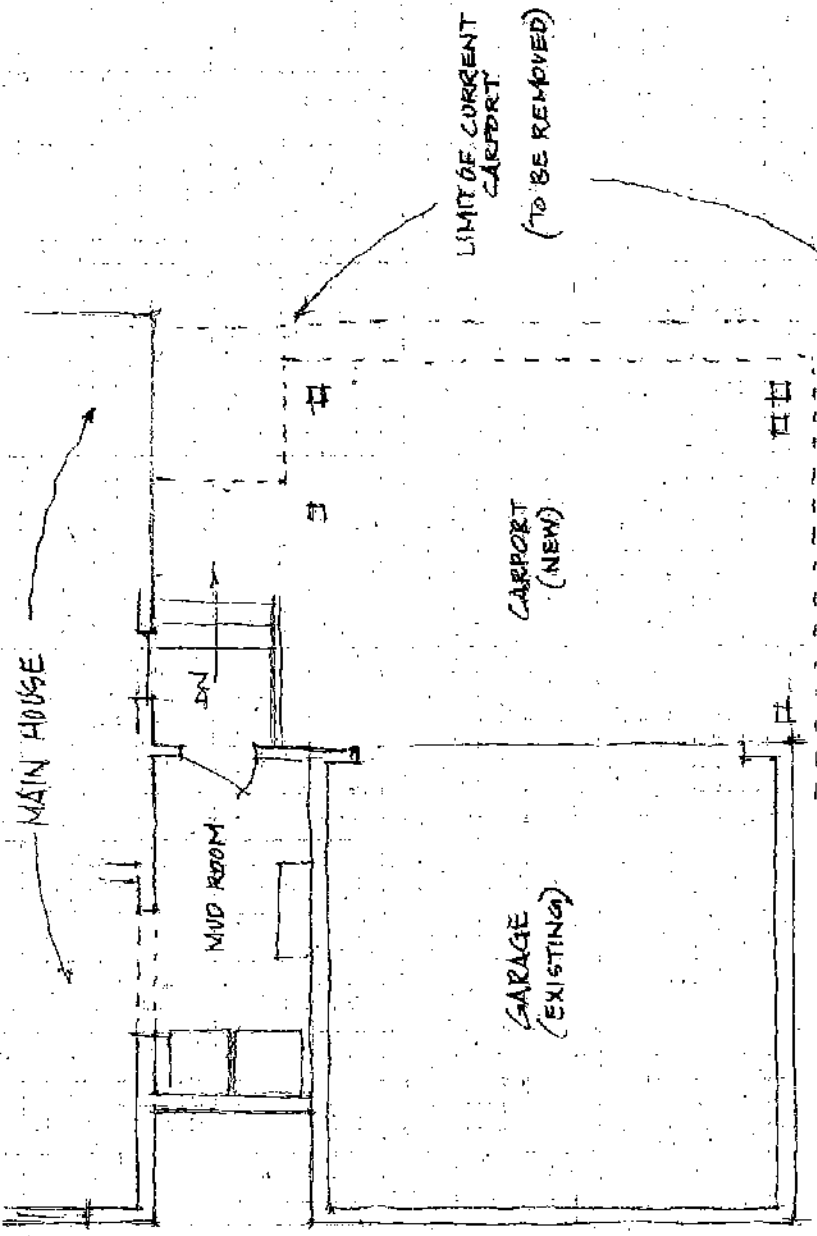 MAIN HOUSE
LIMIT OF CURRENT
CARPORT
(TO BE REMOVED)
DN
MUD ROOM
CARPORT
(NEW)
GARAGE
(EXISTING)